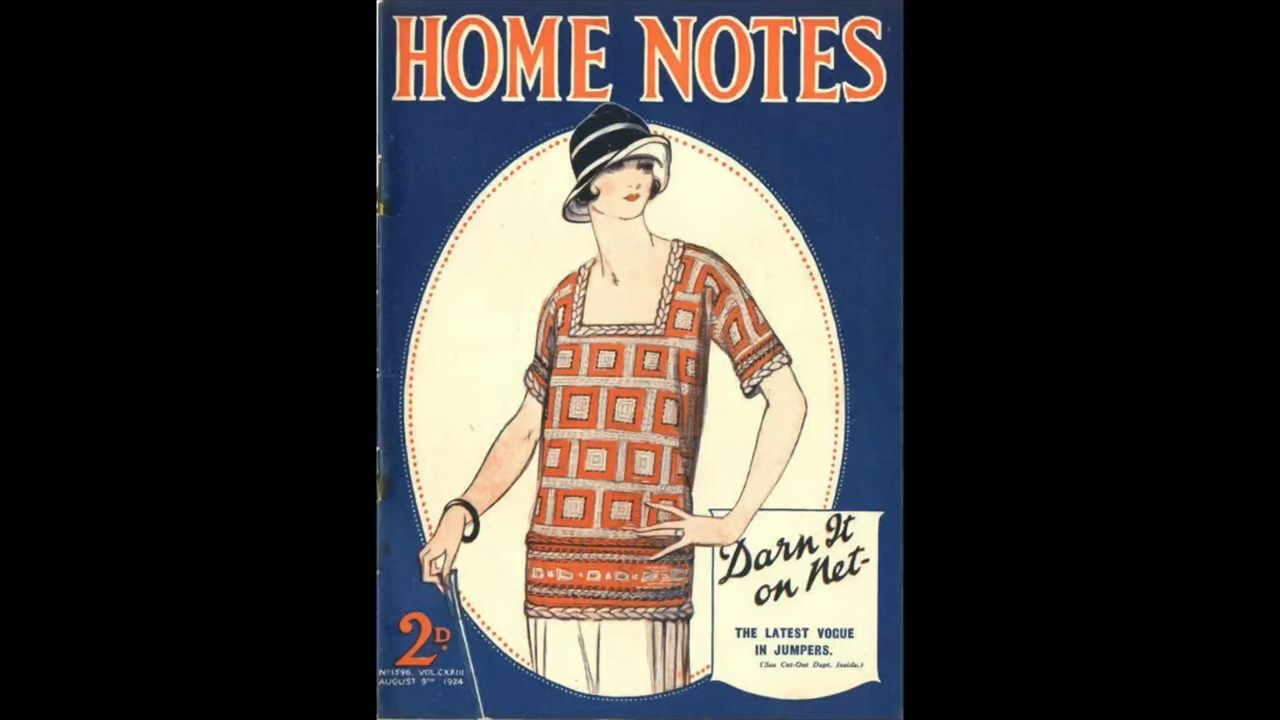 HOME NOTES
Darn It
on Net-
THE LATEST VOGUE
IN JUMPERS.
(See Cut-Out Dept. Inside.)
2D.
Nº1596. VOL.CXXIII
AUGUST 9TH 1924